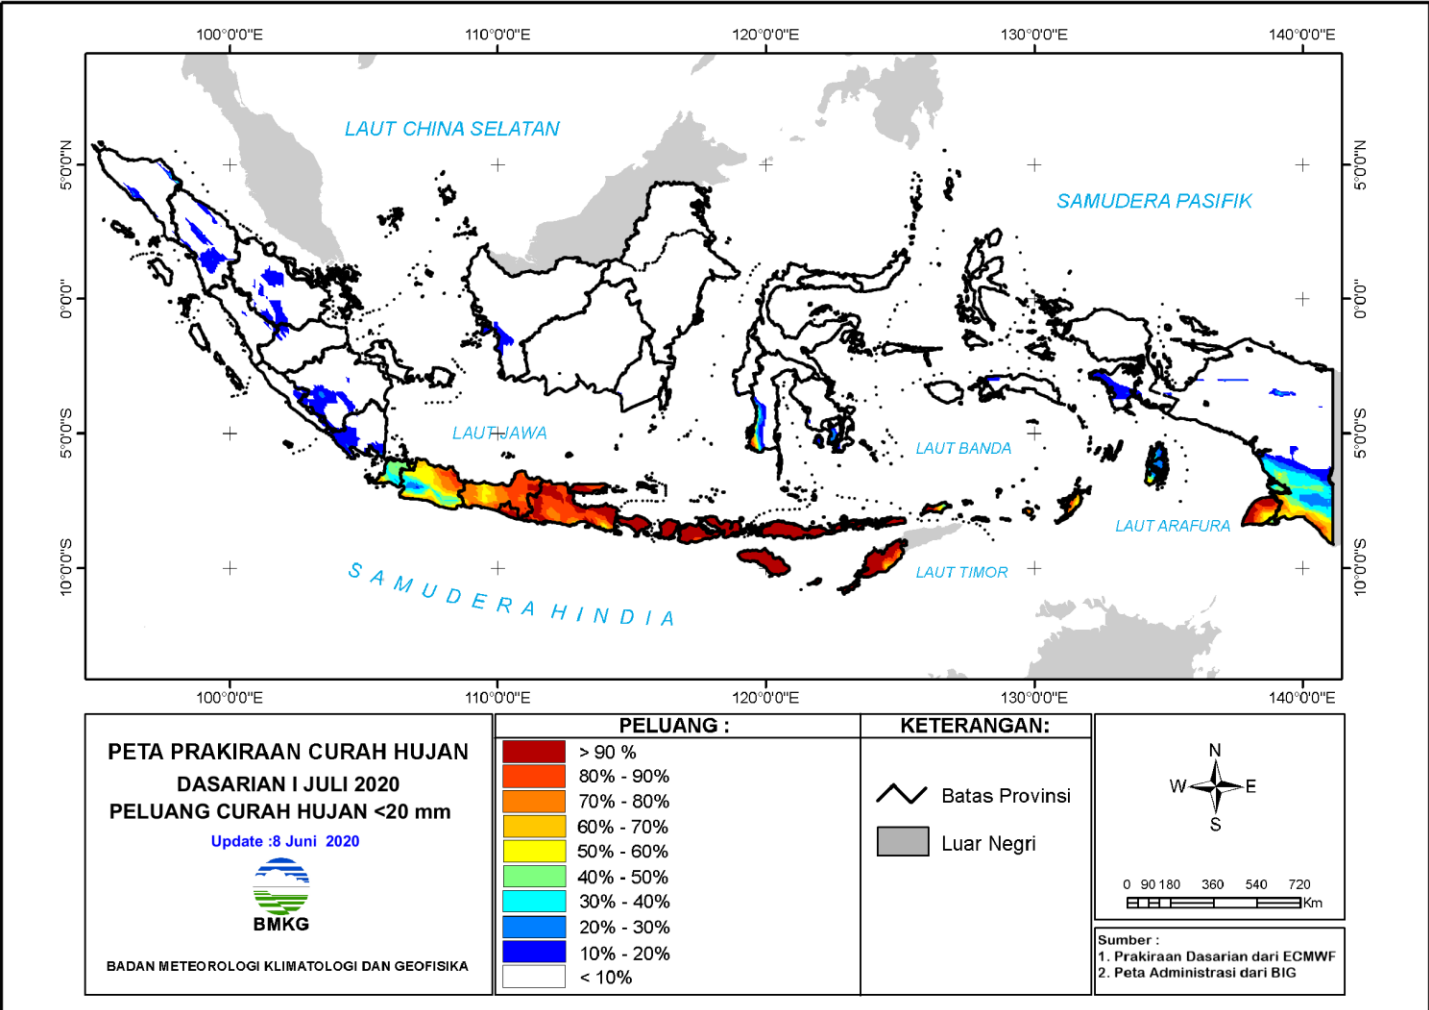 100°0'0"E 110°0'0"E 120°0'0"E 130°0'0"E 140°0'0"E
LAUT CHINA SELATAN
5°0'0"N 5°0'0"N
SAMUDERA PASIFIK
0°0'0" 0°0'0"
5°0'0"S LAUT JAWA LAUT BANDA 5°0'0"S
LAUT ARAFURA
10°0'0"S LAUT TIMOR 10°0'0"S
SAMUDERA HINDIA
100°0'0"E 110°0'0"E 120°0'0"E 130°0'0"E 140°0'0"E
PETA PRAKIRAAN CURAH HUJAN
DASARIAN I JULI 2020
PELUANG CURAH HUJAN <20 mm
Update :8 Juni 2020
BMKG
BADAN METEOROLOGI KLIMATOLOGI DAN GEOFISIKA
PELUANG :
> 90 %
80% - 90%
70% - 80%
60% - 70%
50% - 60%
40% - 50%
30% - 40%
20% - 30%
10% - 20%
< 10%
KETERANGAN:
Batas Provinsi
Luar Negri
N
W E
S
0 90 180 360 540 720
Km
Sumber :
1. Prakiraan Dasarian dari ECMWF
2. Peta Administrasi dari BIG